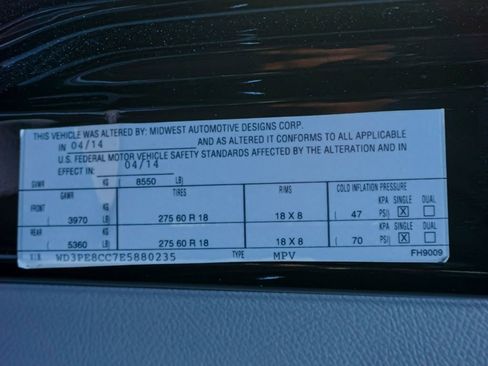 THIS VEHICLE WAS ALTERED BY: MIDWEST AUTOMOTIVE DESIGNS CORP.
IN 04/14 AND AS ALTERED IT CONFORMS TO ALL APPLICABLE
U.S. FEDERAL MOTOR VEHICLE SAFETY STANDARDS AFFECTED BY THE ALTERATION AND IN
EFFECT IN: 04/14
GVWR KG ( 8550 LB)
GAWR TIRES RIMS COLD INFLATION PRESSURE
FRONT KG 275 60 R 18 18 X 8 KPA SINGLE DUAL
( 3970 LB) ( 47 PSI) X
REAR KG 275 60 R 18 18 X 8 KPA SINGLE DUAL
( 5360 LB) ( 70 PSI) X
V.I.N. WD3PE8CC7E5880235 TYPE MPV FH9009